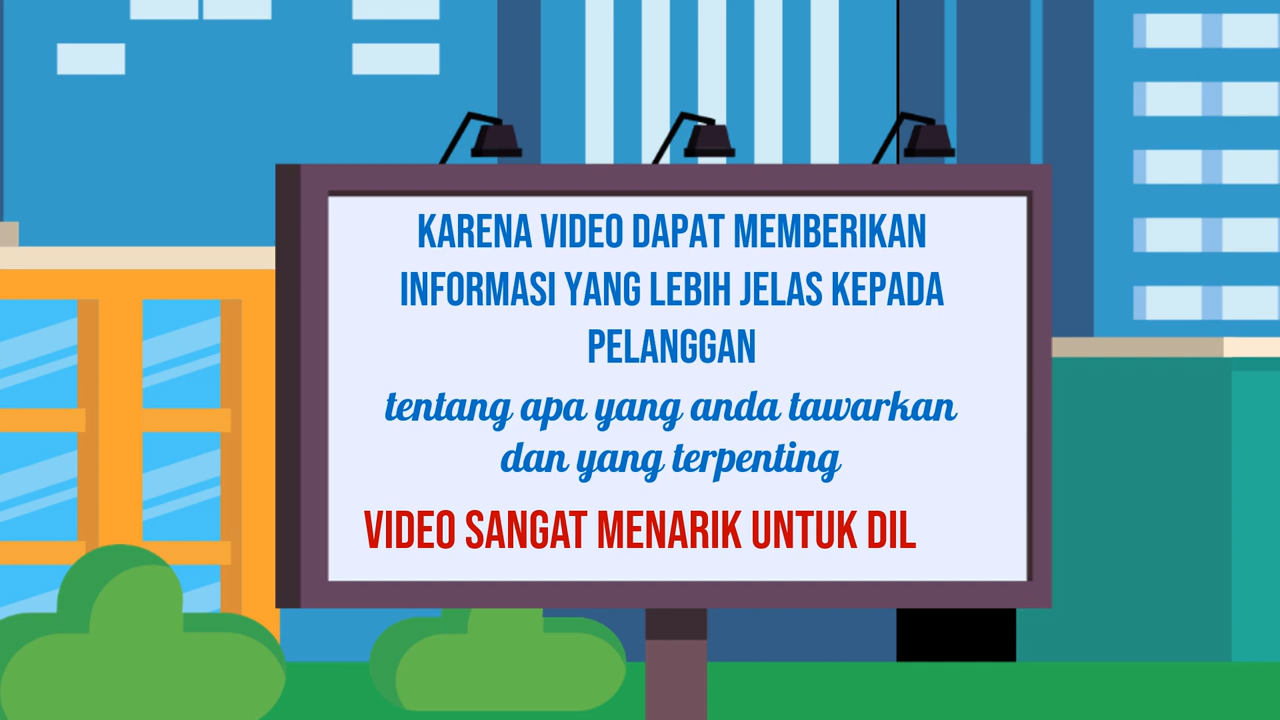 KARENA VIDEO DAPAT MEMBERIKAN
INFORMASI YANG LEBIH JELAS KEPADA
PELANGGAN
tentang apa yang anda tawarkan
dan yang terpenting
VIDEO SANGAT MENARIK UNTUK DIL